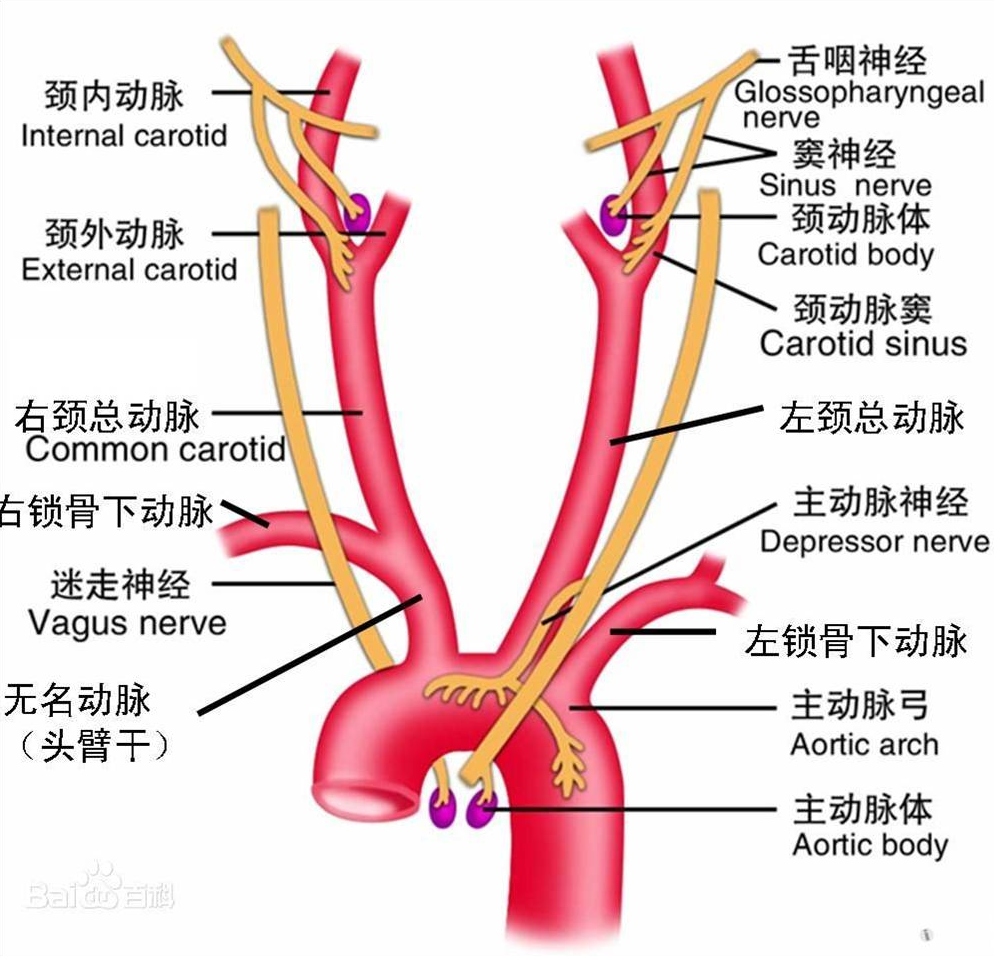 颈内动脉
Internal carotid
颈外动脉
External carotid
右颈总动脉
Common carotid
右锁骨下动脉
迷走神经
Vagus nerve
无名动脉
（头臂干）
舌咽神经
Glossopharyngeal
nerve
窦神经
Sinus nerve
颈动脉体
Carotid body
颈动脉窦
Carotid sinus
左颈总动脉
主动脉神经
Depressor nerve
左锁骨下动脉
主动脉弓
Aortic arch
主动脉体
Aortic body
Bai百科